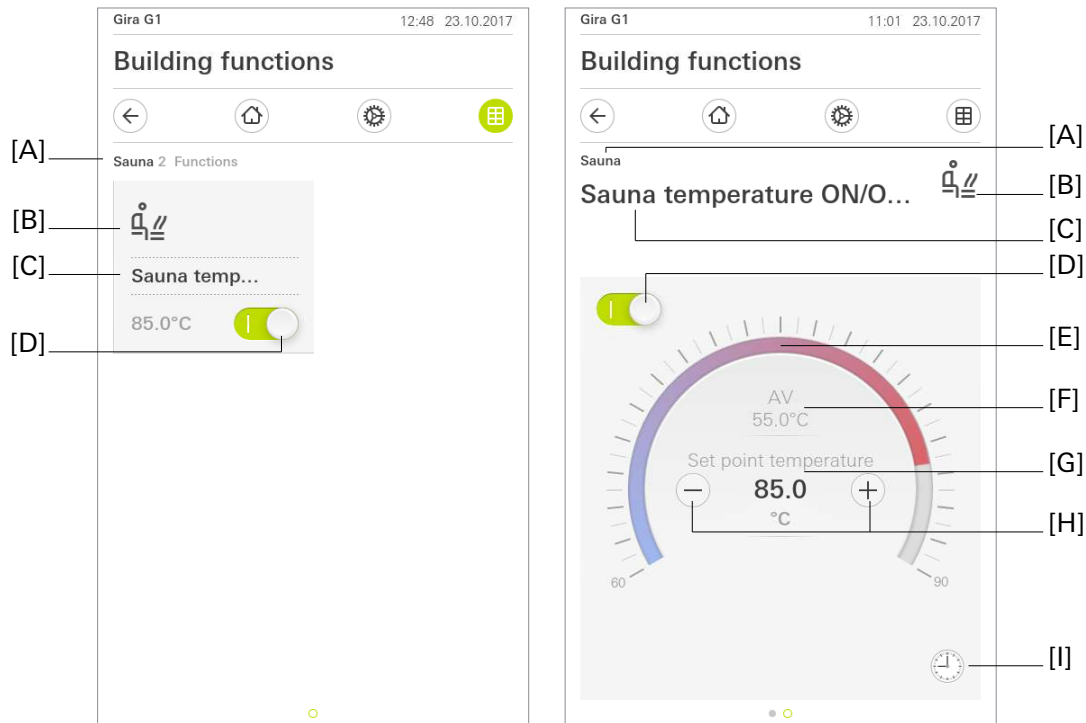 Gira G1
12:48 23.10.2017
Building functions
[A]
Sauna 2 Functions
[B]
[C]
Sauna temp...
85.0°C
[D]
Gira G1
11:01 23.10.2017
Building functions
[A]
Sauna
[B]
Sauna temperature ON/O...
[C]
[D]
[E]
AV
55.0°C
[F]
Set point temperature
[G]
85.0
°C
[H]
60
90
[I]